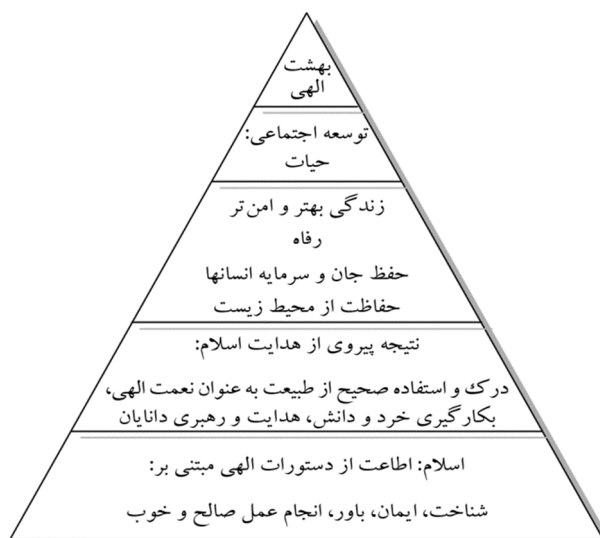 بهشت
الهی
توسعه اجتماعی:
حیات
زندگی بهتر و امن‌تر
رفاه
حفظ جان و سرمایه انسانها
حفاظت از محیط زیست
نتیجه پیروی از هدایت اسلام:
درک و استفاده صحیح از طبیعت به عنوان نعمت الهی،
بکارگیری خرد و دانش، هدایت و رهبری دانایان
اسلام: اطاعت از دستورات الهی مبتنی بر:
شناخت، ایمان، باور، انجام عمل صالح و خوب